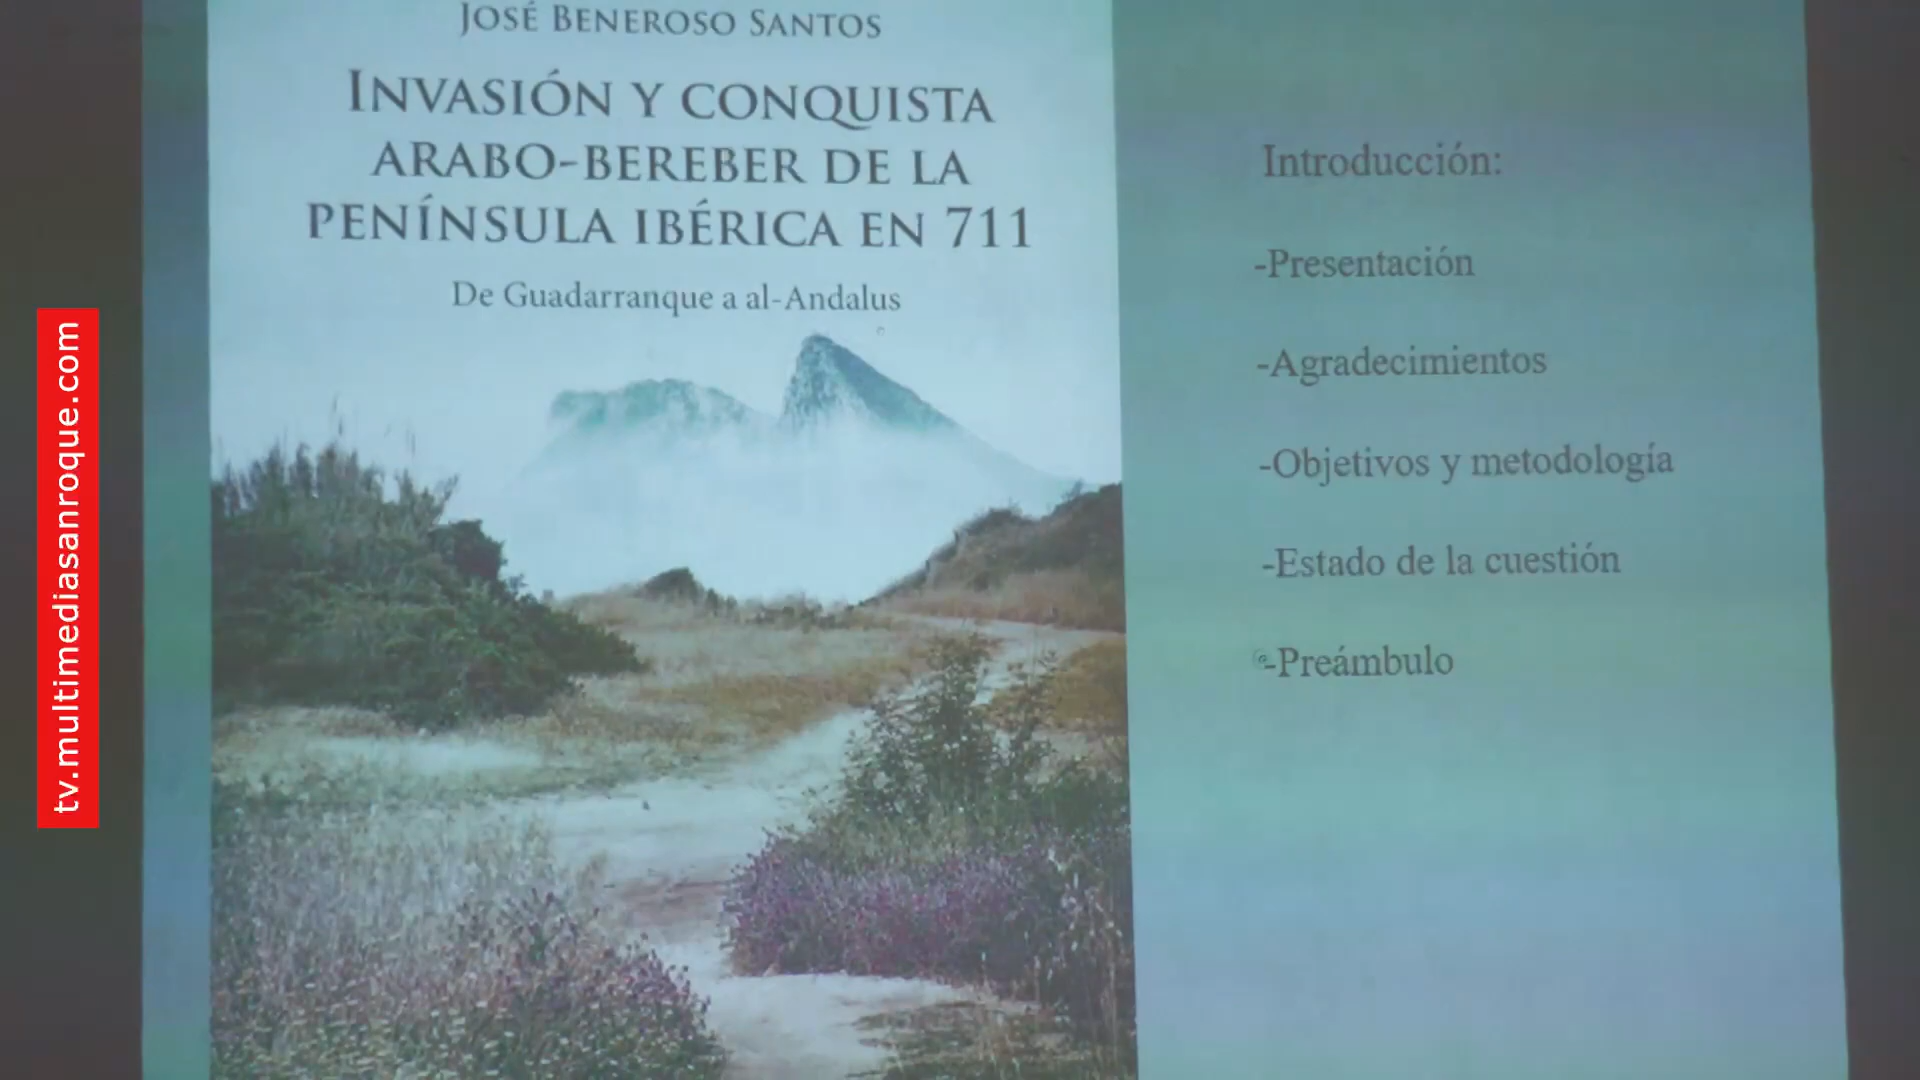 JOSÉ BENEROSO SANTOS
INVASIÓN Y CONQUISTA
ARABO-BEREBER DE LA
PENÍNSULA IBÉRICA EN 711
De Guadarranque a al-Andalus
Introducción:
-Presentación
-Agradecimientos
-Objetivos y metodología
-Estado de la cuestión
-Preámbulo
tv.multimediasanroque.com